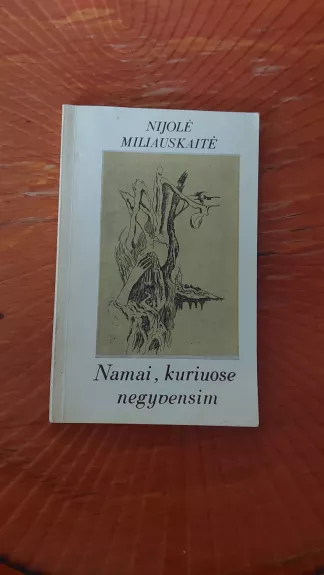 NIJOLĖ
MILIAUSKAITĖ
Namai, kuriuose
negyvensim